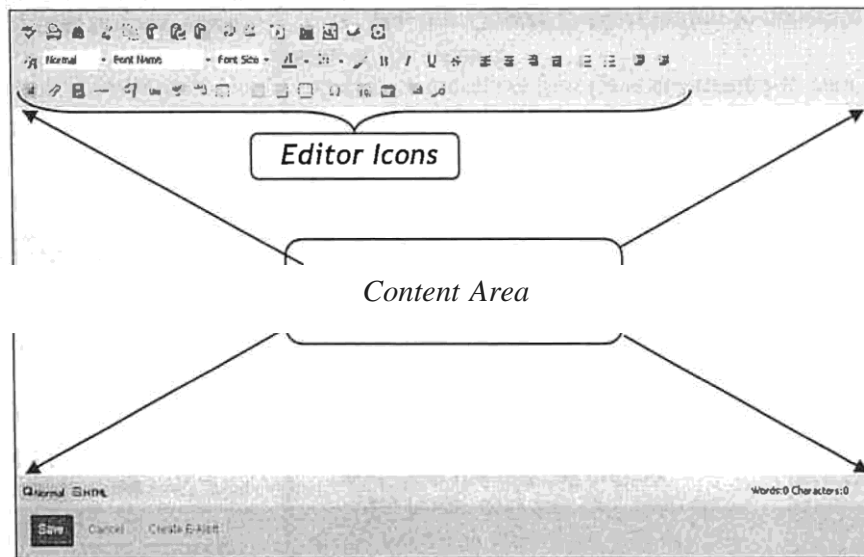 Normal Font Name Font Size B I U S
Editor Icons
Content Area
Normal HTML Words:0 Characters:0
Save Cancel Create E-Alert